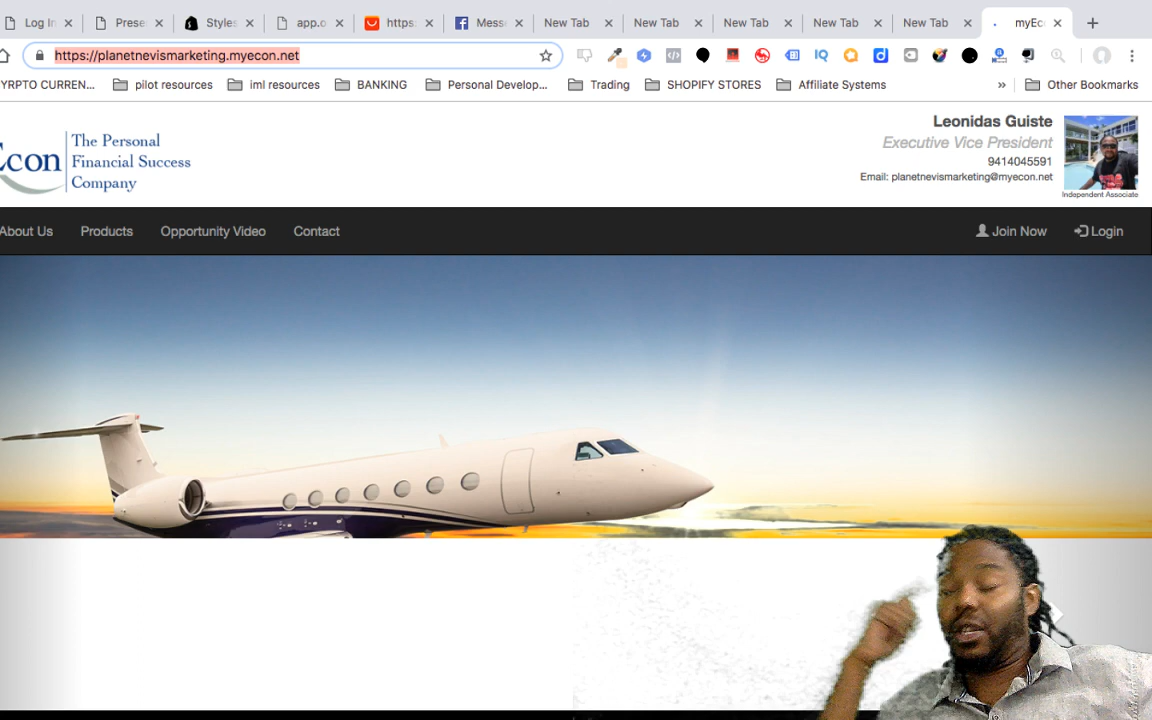 Log In
Prese
Styles
app.o
https:
Mess
New Tab
New Tab
New Tab
New Tab
New Tab
myEc
https://planetnevismarketing.myecon.net
YRPTO CURREN...
pilot resources
iml resources
BANKING
Personal Develop...
Trading
SHOPIFY STORES
Affiliate Systems
»
Other Bookmarks
Econ
The Personal
Financial Success
Company
Leonidas Guiste
Executive Vice President
9414045591
Email: planetnevismarketing@myecon.net
Independent Associate
About Us
Products
Opportunity Video
Contact
Join Now
Login